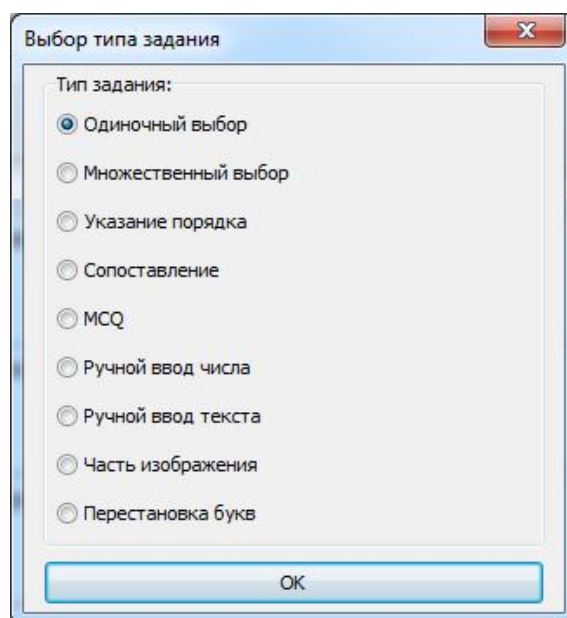 Выбор типа задания
Тип задания:
Одиночный выбор
Множественный выбор
Указание порядка
Сопоставление
MCQ
Ручной ввод числа
Ручной ввод текста
Часть изображения
Перестановка букв
OK